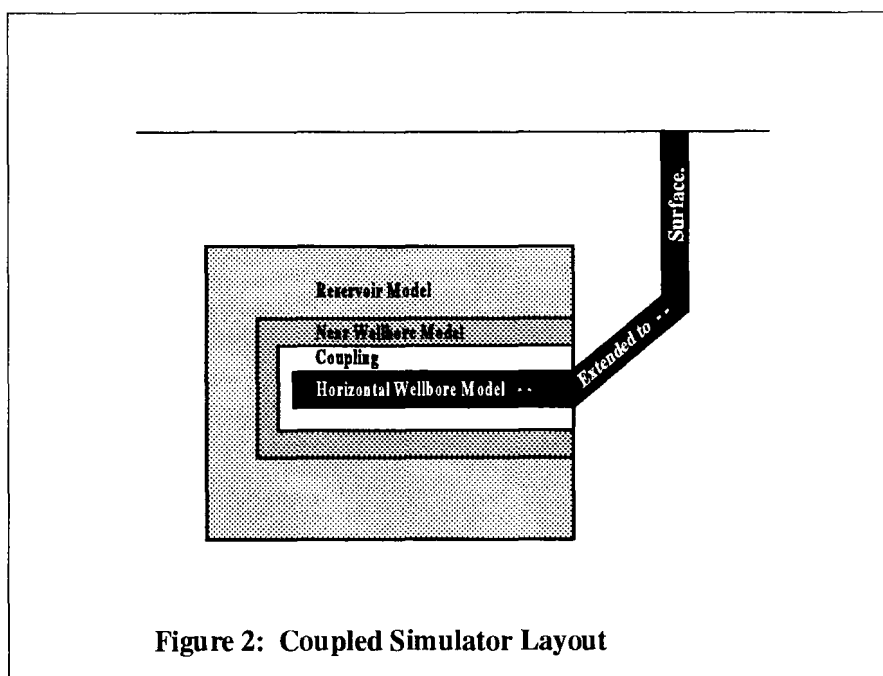 Surface.
Reservoir Model
Near Wellbore Model
Coupling
Extended to - -
Horizontal Wellbore Model - -
Figure 2: Coupled Simulator Layout